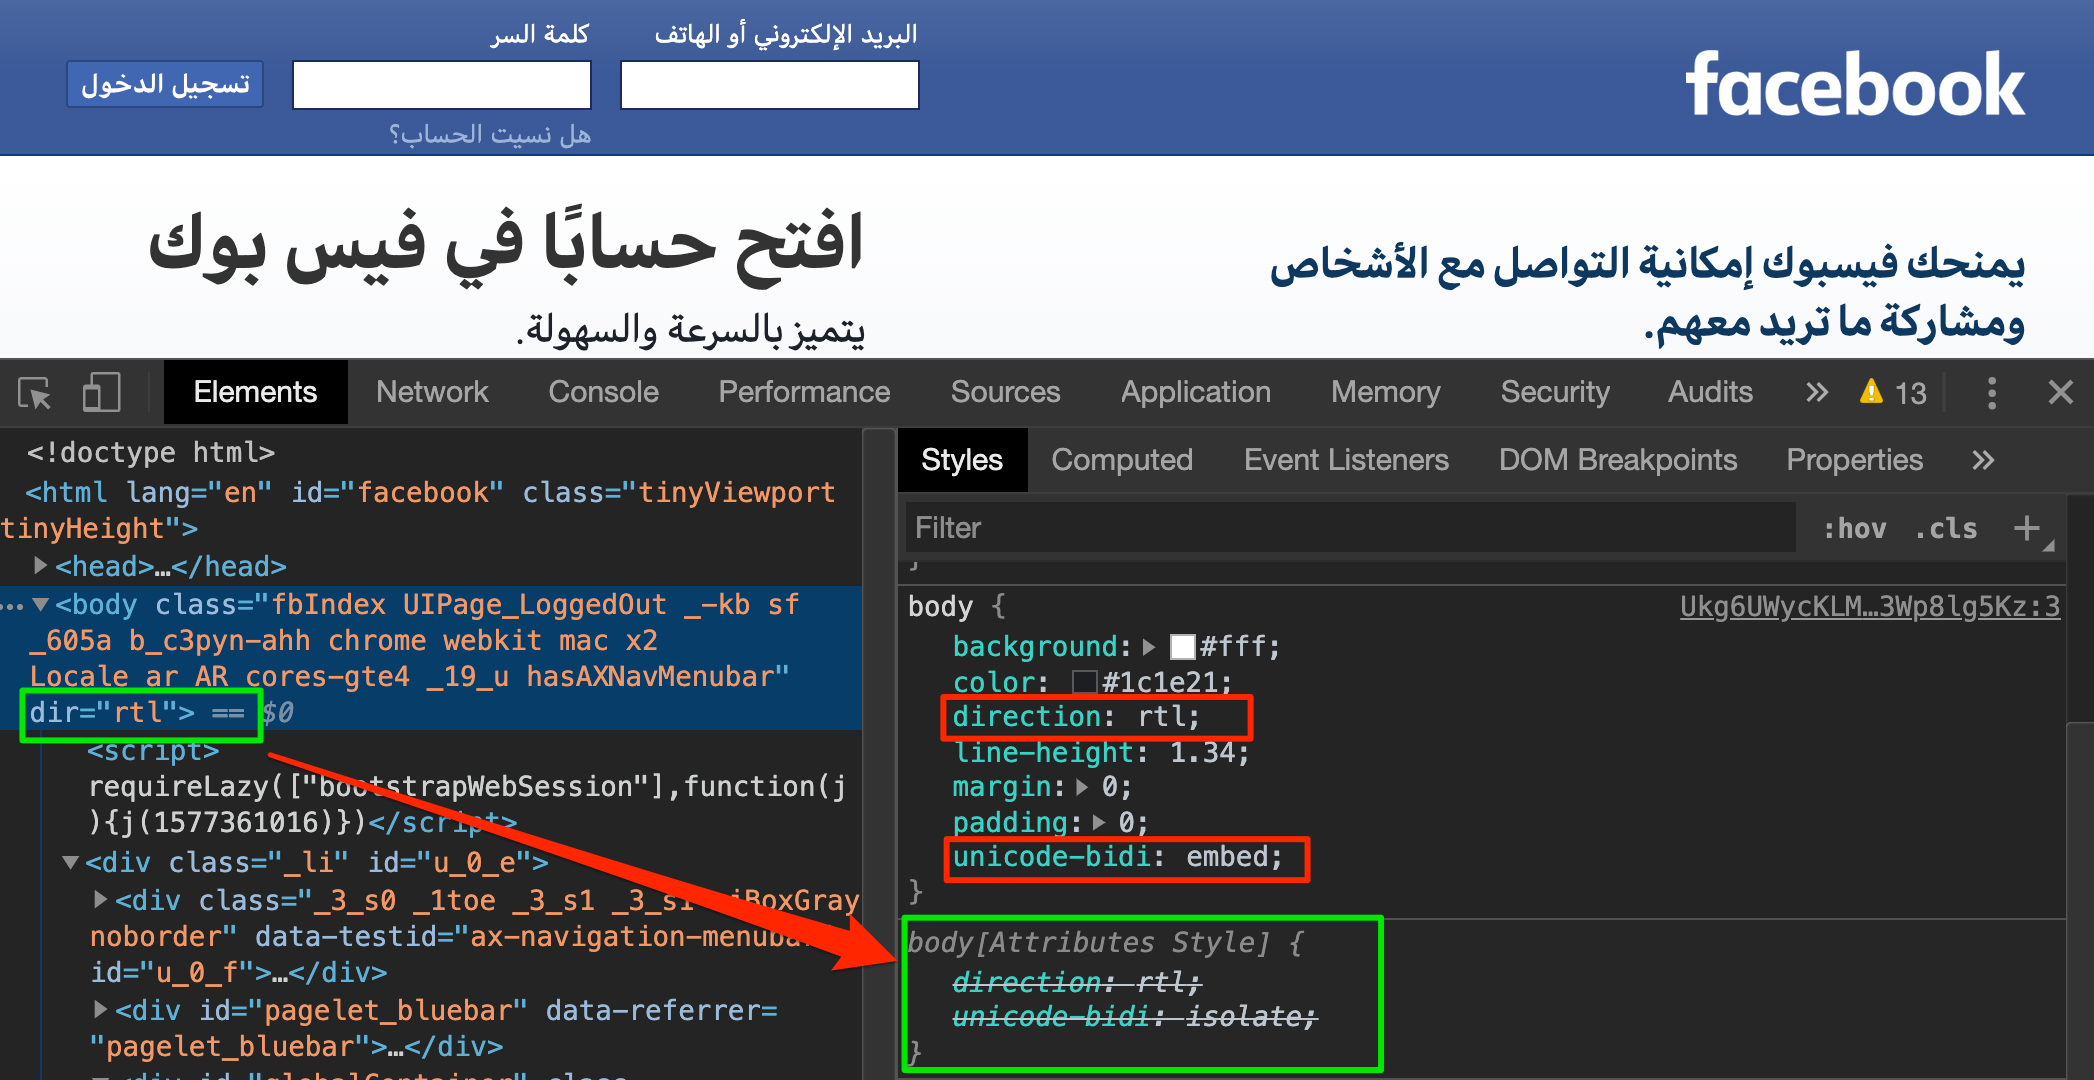 facebook
البريد الإلكتروني أو الهاتف
كلمة السر
تسجيل الدخول
هل نسيت الحساب؟
يمنحك فيسبوك إمكانية التواصل مع الأشخاص
ومشاركة ما تريد معهم.
افتح حسابًا في فيس بوك
يتميز بالسرعة والسهولة.
Elements Network Console Performance Sources Application Memory Security Audits » 13
<!doctype html>
<html lang="en" id="facebook" class="tinyViewport
tinyHeight">
<head>…</head>
<body class="fbIndex UIPage_LoggedOut _-kb sf
_605a b_c3pyn-ahh chrome webkit mac x2
Locale_ar_AR cores-gte4 _19_u hasAXNavMenubar"
dir="rtl"> == $0
<script>
requireLazy(["bootstrapWebSession"],function(j
){j(1577361016)})</script>
<div class="_li" id="u_0_e">
<div class="_3_s0 _1toe _3_s1 _3_s1 uiBoxGray
noborder" data-testid="ax-navigation-menubar"
id="u_0_f">…</div>
<div id="pagelet_bluebar" data-referrer=
"pagelet_bluebar">…</div>
<div id="globalContainer" class=
Styles Computed Event Listeners DOM Breakpoints Properties »
Filter :hov .cls +
}
body { Ukg6UWycKLM…3Wp8lg5Kz:3
background: #fff;
color: #1c1e21;
direction: rtl;
line-height: 1.34;
margin: 0;
padding: 0;
unicode-bidi: embed;
}
body[Attributes Style] {
direction: rtl;
unicode-bidi: isolate;
}